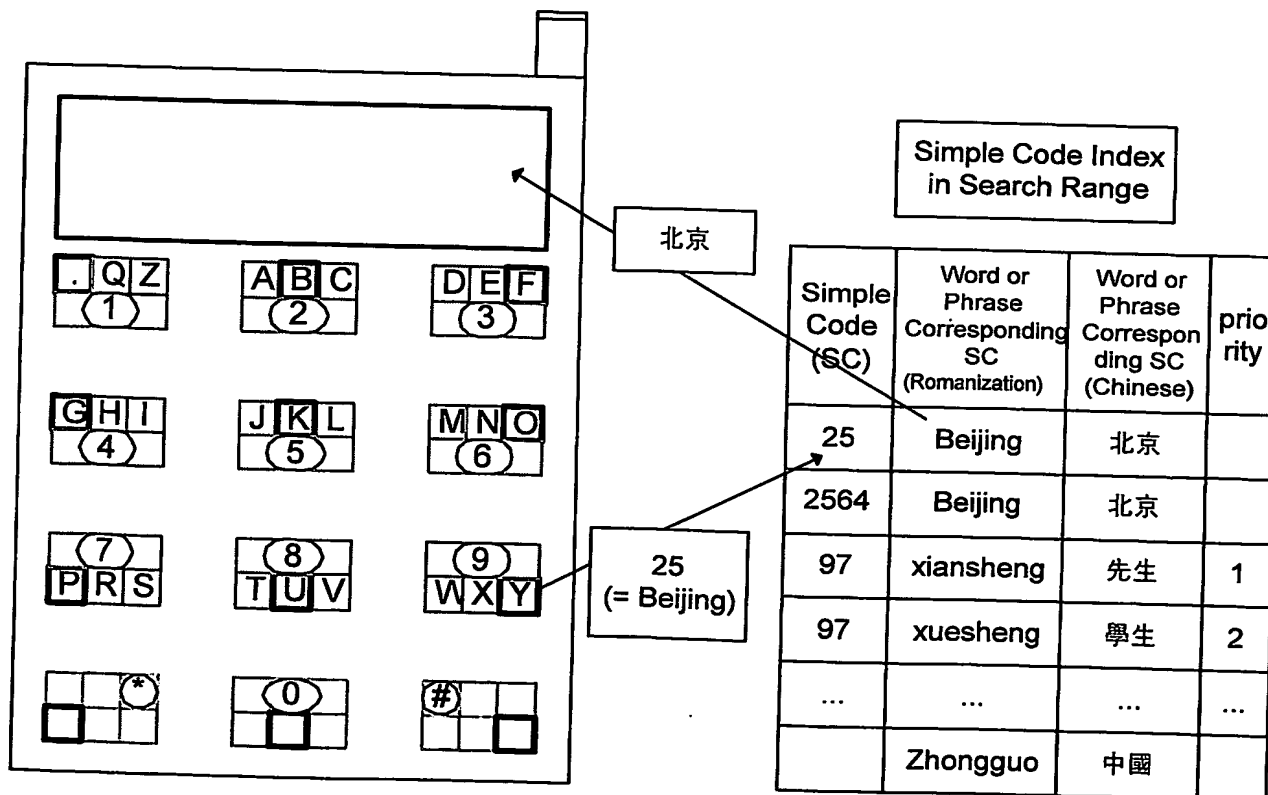 . Q Z
1
A B C
2
D E F
3
G H I
4
J K L
5
M N O
6
7
P R S
8
T U V
9
W X Y
*
0
#
北京
25
(= Beijing)
Simple Code Index
in Search Range
Simple
Code
(SC)
Word or
Phrase
Corresponding
SC
(Romanization)
Word or
Phrase
Correspon
ding SC
(Chinese)
prio
rity
25 Beijing 北京
2564 Beijing 北京
97 xiansheng 先生 1
97 xuesheng 學生 2
... ... ... ...
Zhongguo 中國